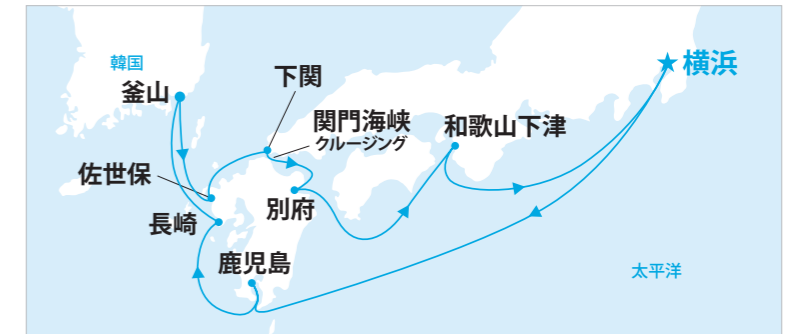 韓国
釜山
下関
★横浜
関門海峡
クルージング
和歌山下津
佐世保
別府
長崎
鹿児島
太平洋